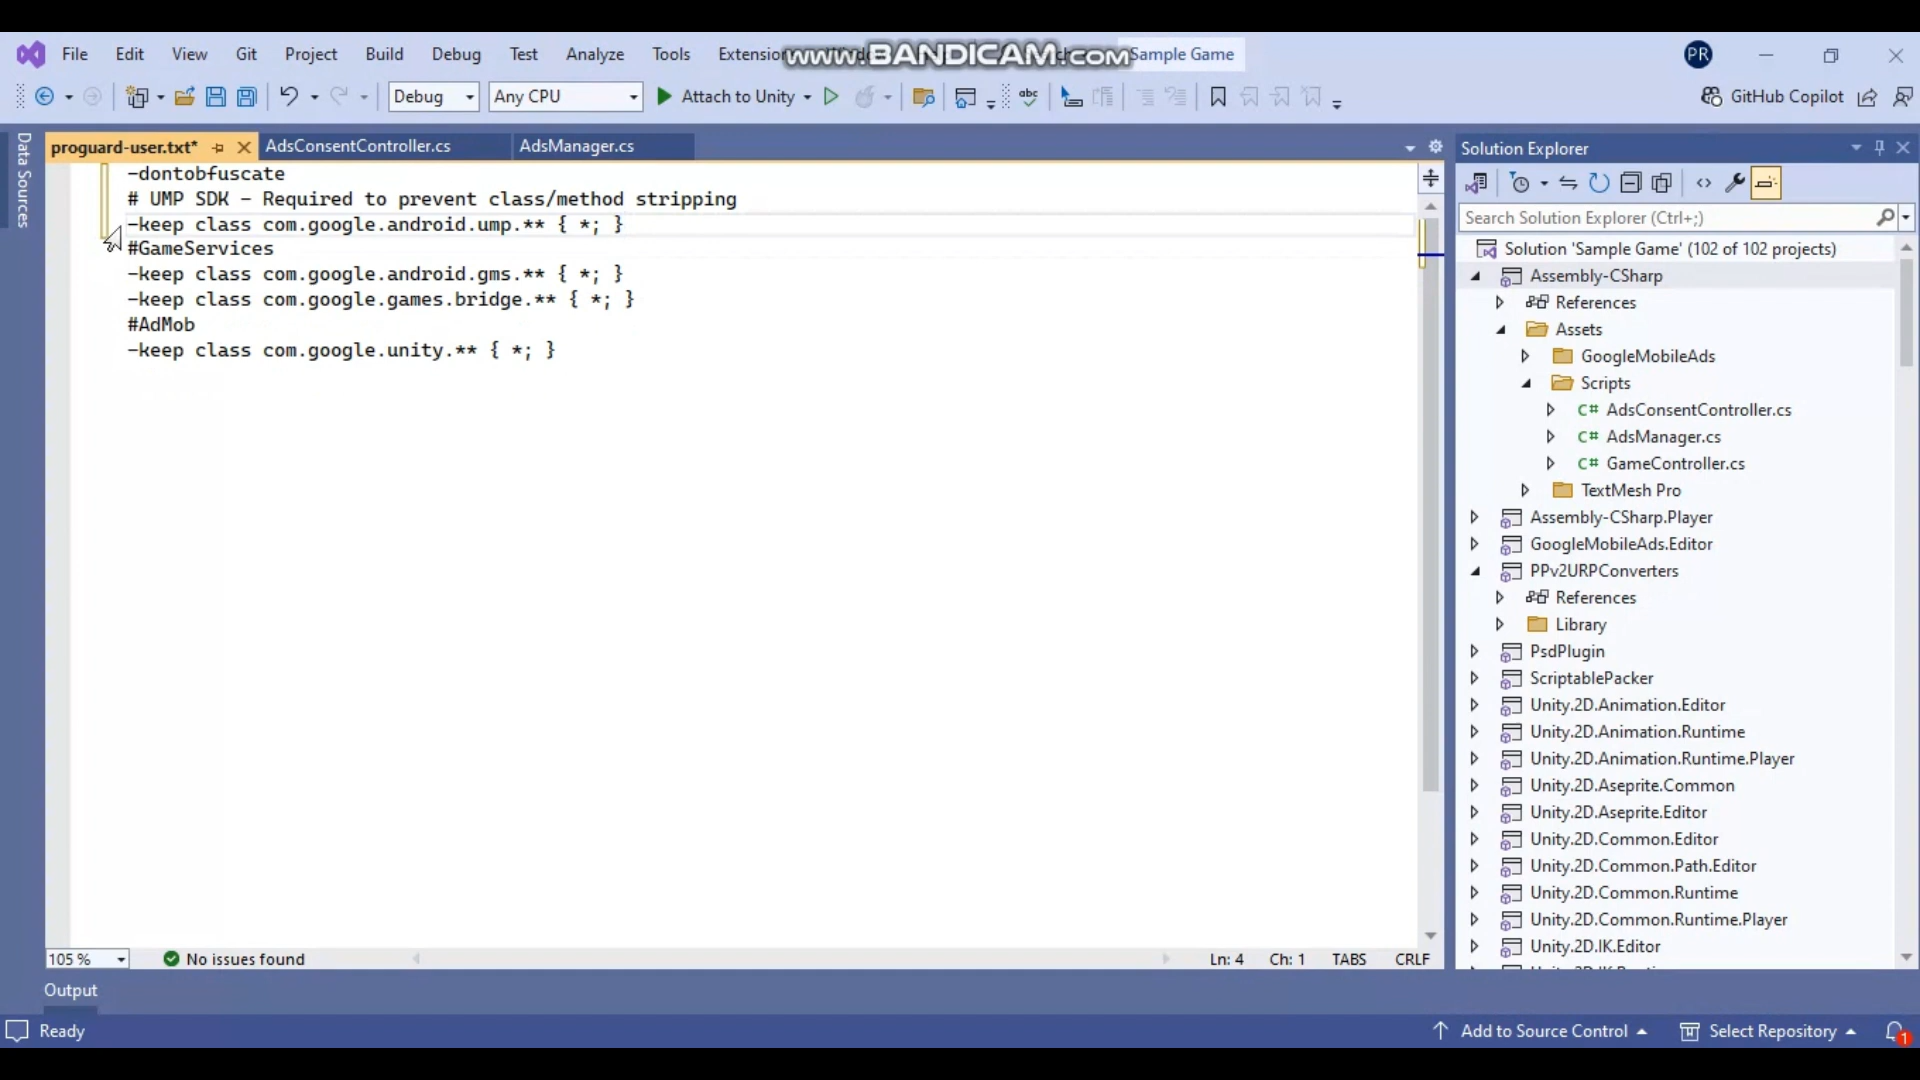 File Edit View Git Project Build Debug Test Analyze Tools Sample Game PR
www.BANDICAM.com
Debug Any CPU Attach to Unity GitHub Copilot
Data Sources
proguard-user.txt* AdsConsentController.cs AdsManager.cs
-dontobfuscate
# UMP SDK - Required to prevent class/method stripping
-keep class com.google.android.ump.** { *; }
#GameServices
-keep class com.google.android.gms.** { *; }
-keep class com.google.games.bridge.** { *; }
#AdMob
-keep class com.google.unity.** { *; }
105 % No issues found Ln: 4 Ch: 1 TABS CRLF
Solution Explorer
Search Solution Explorer (Ctrl+;)
Solution 'Sample Game' (102 of 102 projects)
Assembly-CSharp
References
Assets
GoogleMobileAds
Scripts
C# AdsConsentController.cs
C# AdsManager.cs
C# GameController.cs
TextMesh Pro
Assembly-CSharp.Player
GoogleMobileAds.Editor
PPv2URPConverters
References
Library
PsdPlugin
ScriptablePacker
Unity.2D.Animation.Editor
Unity.2D.Animation.Runtime
Unity.2D.Animation.Runtime.Player
Unity.2D.Aseprite.Common
Unity.2D.Aseprite.Editor
Unity.2D.Common.Editor
Unity.2D.Common.Path.Editor
Unity.2D.Common.Runtime
Unity.2D.Common.Runtime.Player
Unity.2D.IK.Editor
Output
Ready Add to Source Control Select Repository 1